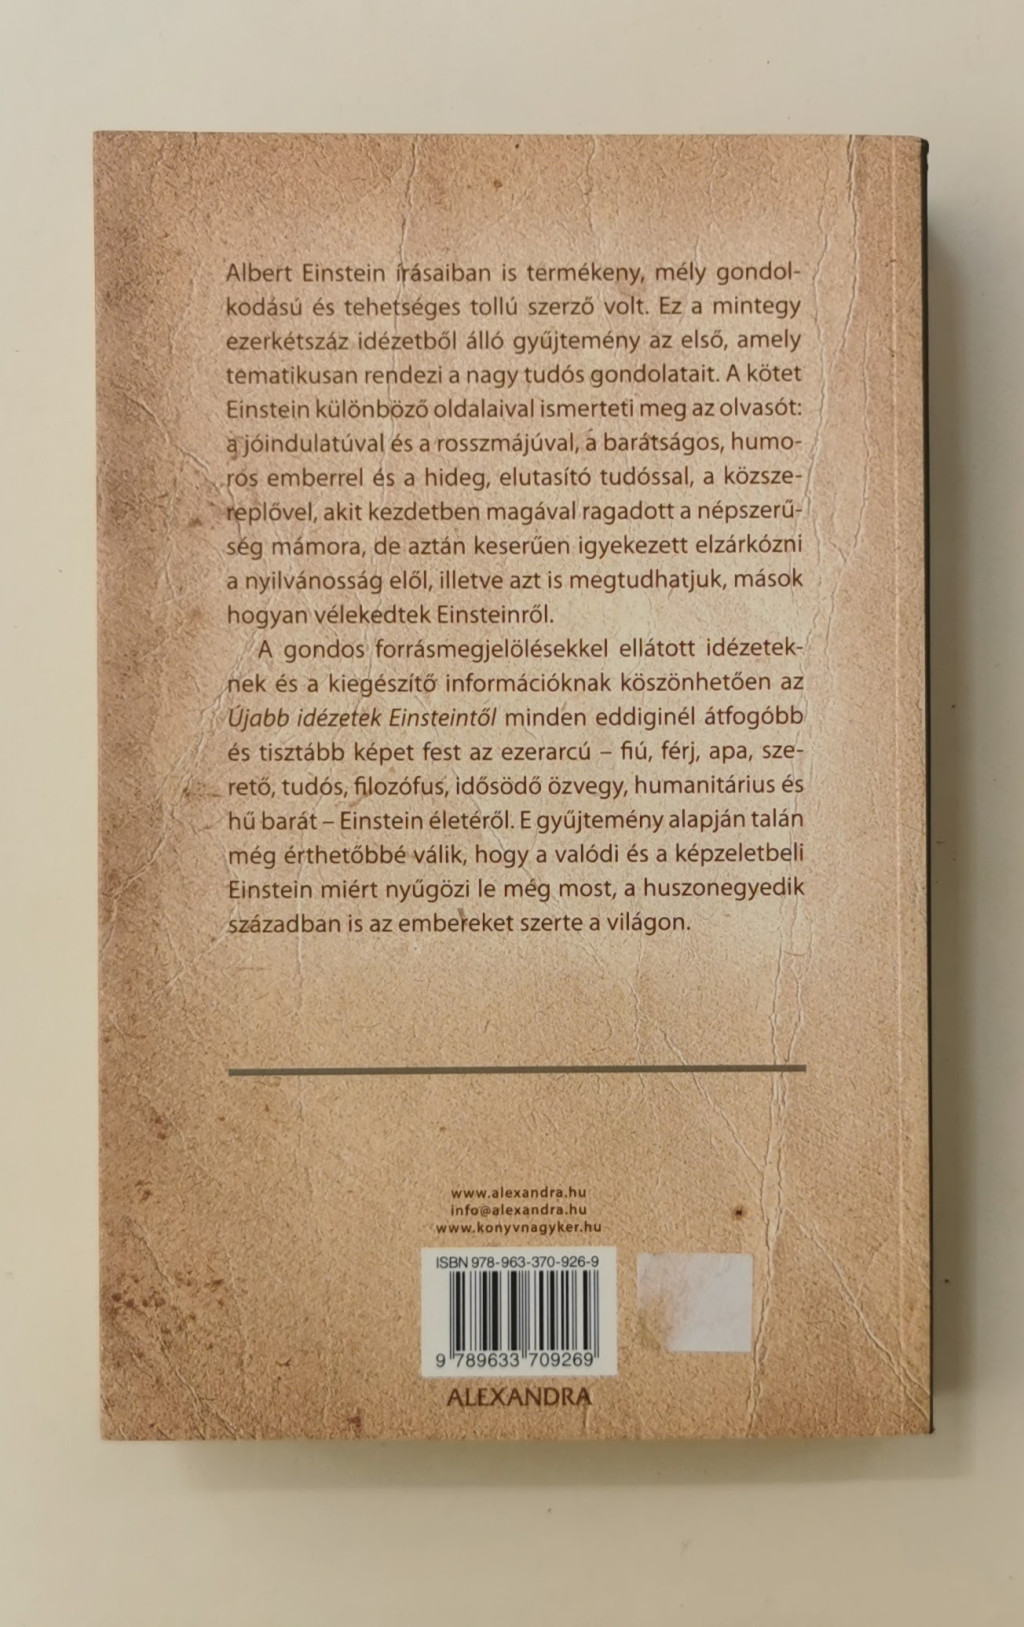 Albert Einstein írásaiban is termékeny, mély gondol-
kodású és tehetséges tollú szerző volt. Ez a mintegy
ezerkétszáz idézetből álló gyűjtemény az első, amely
tematikusan rendezi a nagy tudós gondolatait. A kötet
Einstein különböző oldalaival ismerteti meg az olvasót:
a jóindulatúval és a rosszmájúval, a barátságos, humo-
ros emberrel és a hideg, elutasító tudóssal, a közsze-
replővel, akit kezdetben magával ragadott a népszerű-
ség mámora, de aztán keserűen igyekezett elzárkózni
a nyilvánosság elől, illetve azt is megtudhatjuk, mások
hogyan vélekedtek Einsteinről.
A gondos forrásmegjelölésekkel ellátott idézetek-
nek és a kiegészítő információknak köszönhetően az
Újabb idézetek Einsteintől minden eddiginél átfogóbb
és tisztább képet fest az ezerarcú – fiú, férj, apa, sze-
rető, tudós, filozófus, idősödő özvegy, humanitárius és
hű barát – Einstein életéről. E gyűjtemény alapján talán
még érthetőbbé válik, hogy a valódi és a képzeletbeli
Einstein miért nyűgözi le még most, a huszonegyedik
században is az embereket szerte a világon.
www.alexandra.hu
info@alexandra.hu
www.konyvnagyker.hu
ISBN 978-963-370-926-9
9 789633 709269
ALEXANDRA